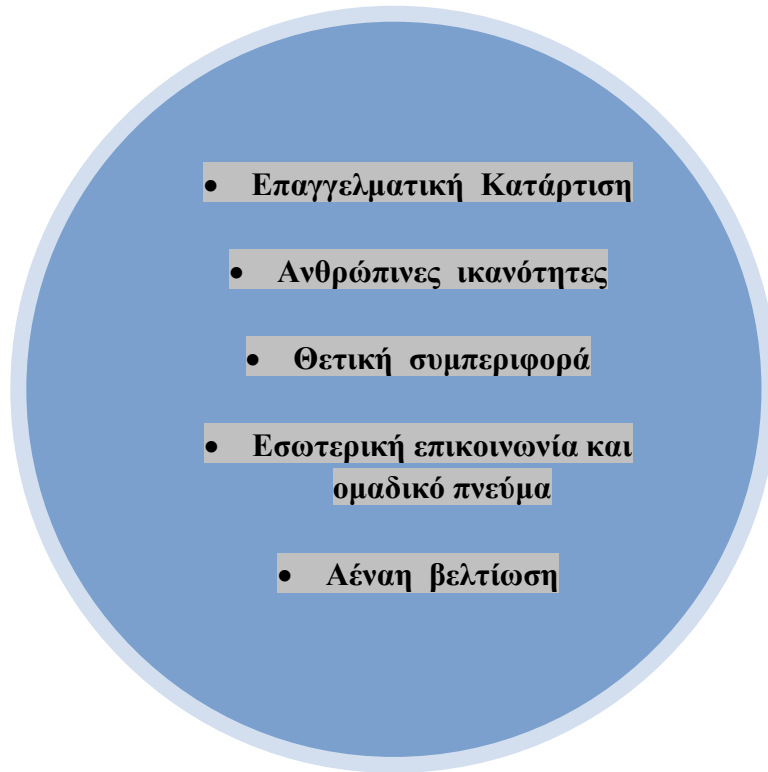 • Επαγγελματική Κατάρτιση
• Ανθρώπινες ικανότητες
• Θετική συμπεριφορά
• Εσωτερική επικοινωνία και
ομαδικό πνεύμα
• Αέναη βελτίωση